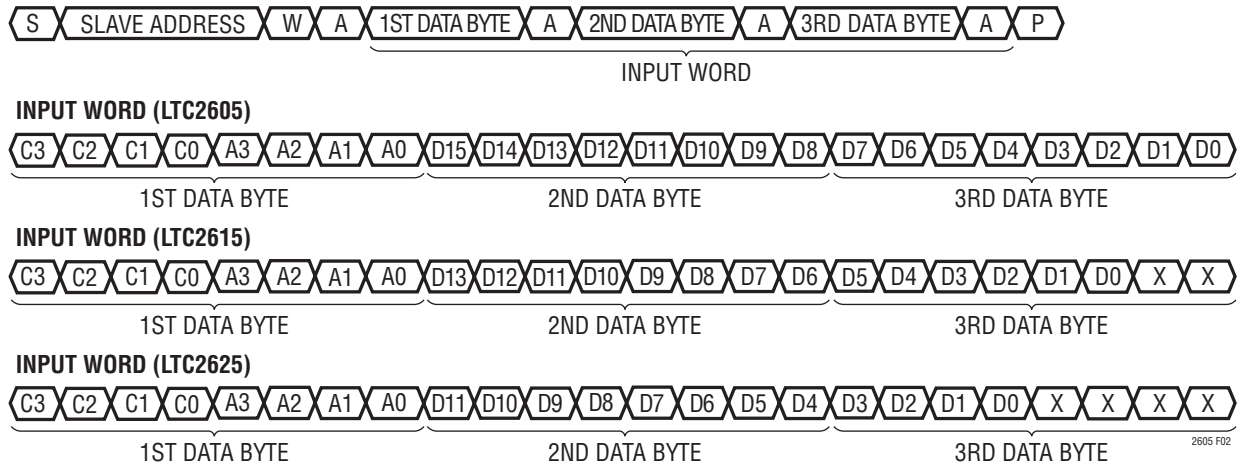 S SLAVE ADDRESS W A 1ST DATA BYTE A 2ND DATA BYTE A 3RD DATA BYTE A P
INPUT WORD
INPUT WORD (LTC2605)
C3 C2 C1 C0 A3 A2 A1 A0 D15 D14 D13 D12 D11 D10 D9 D8 D7 D6 D5 D4 D3 D2 D1 D0
1ST DATA BYTE 2ND DATA BYTE 3RD DATA BYTE
INPUT WORD (LTC2615)
C3 C2 C1 C0 A3 A2 A1 A0 D13 D12 D11 D10 D9 D8 D7 D6 D5 D4 D3 D2 D1 D0 X X
1ST DATA BYTE 2ND DATA BYTE 3RD DATA BYTE
INPUT WORD (LTC2625)
C3 C2 C1 C0 A3 A2 A1 A0 D11 D10 D9 D8 D7 D6 D5 D4 D3 D2 D1 D0 X X X X
1ST DATA BYTE 2ND DATA BYTE 3RD DATA BYTE 2605 F02